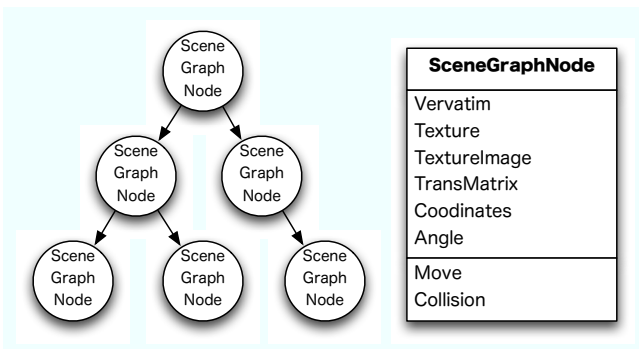 Scene
Graph
Node
Scene
Graph
Node
Scene
Graph
Node
Scene
Graph
Node
Scene
Graph
Node
Scene
Graph
Node
SceneGraphNode
Vervatim
Texture
TextureImage
TransMatrix
Coodinates
Angle
Move
Collision